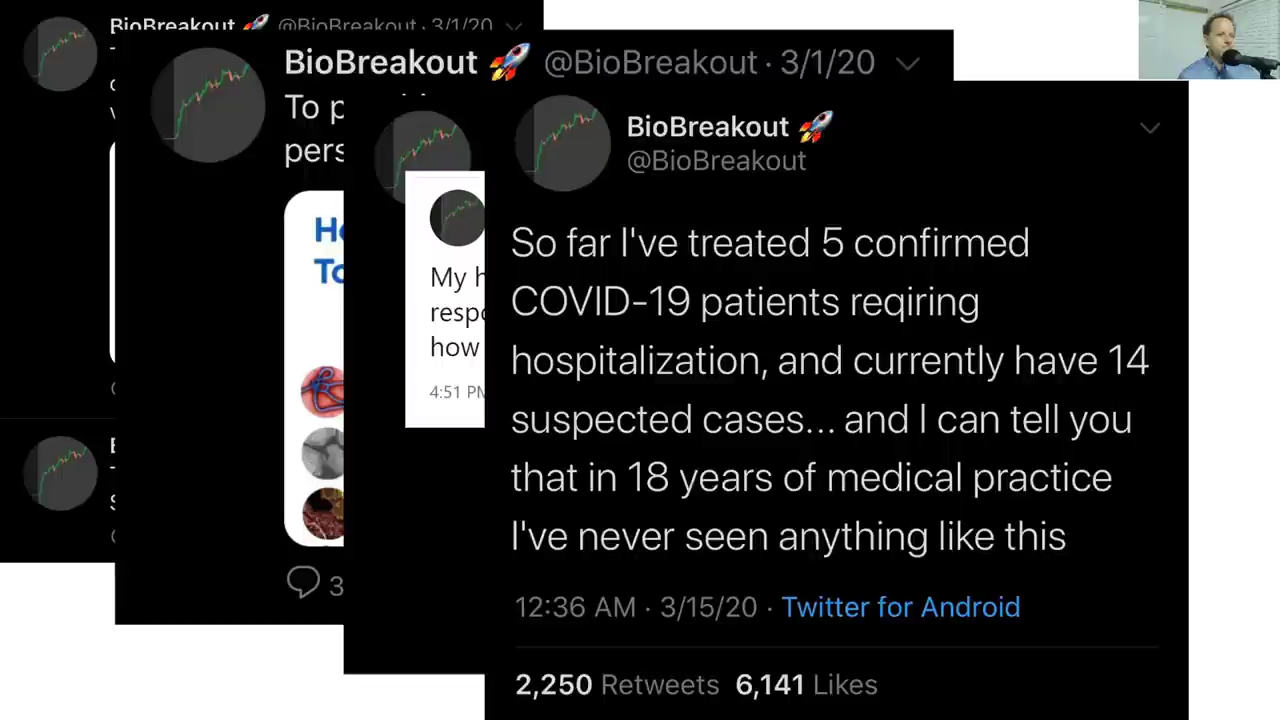 BioBreakout 🚀 @BioBreakout · 3/1/20
BioBreakout 🚀 @BioBreakout · 3/1/20
To p
pers
To
3
My h
resp
how
4:51 PM
BioBreakout 🚀
@BioBreakout
So far I've treated 5 confirmed
COVID-19 patients reqiring
hospitalization, and currently have 14
suspected cases... and I can tell you
that in 18 years of medical practice
I've never seen anything like this
12:36 AM · 3/15/20 · Twitter for Android
2,250 Retweets 6,141 Likes